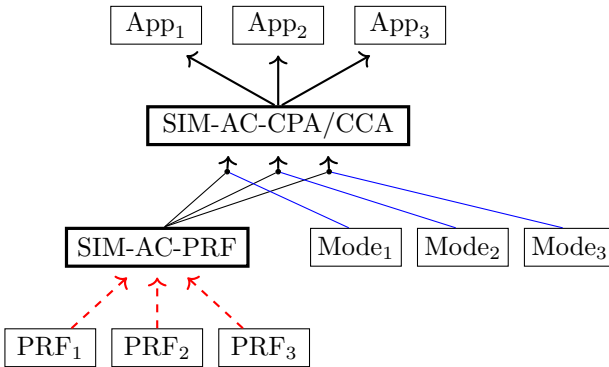 App₁ App₂ App₃
SIM-AC-CPA/CCA
SIM-AC-PRF Mode₁ Mode₂ Mode₃
PRF₁ PRF₂ PRF₃